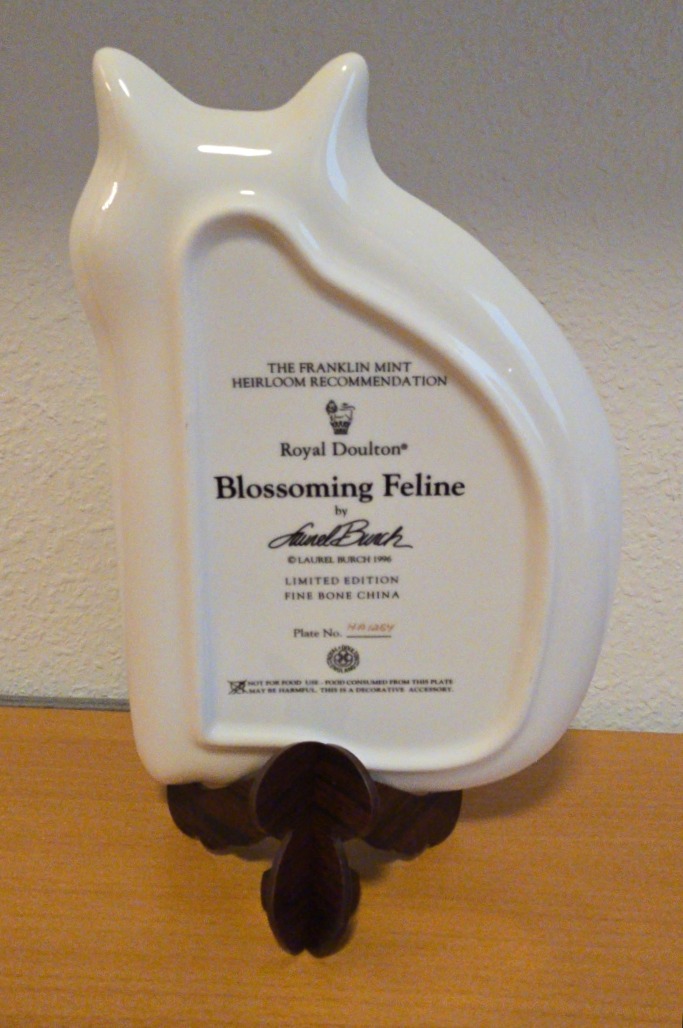 THE FRANKLIN MINT
HEIRLOOM RECOMMENDATION
Royal Doulton®
Blossoming Feline
by
Laurel Burch
© LAUREL BURCH 1996
LIMITED EDITION
FINE BONE CHINA
Plate No.
NOT FOR FOOD USE - FOOD CONSUMED FROM THIS PLATE
MAY BE HARMFUL. THIS IS A DECORATIVE ACCESSORY.